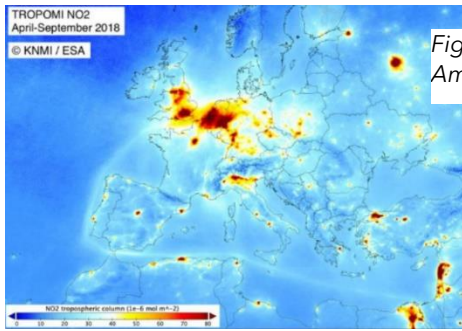 TROPOMI NO2
April-September 2018
© KNMI / ESA
Fig
Am
NO2 tropospheric column (1e-6 mol m^-2)
0 10 20 30 40 50 60 70 80